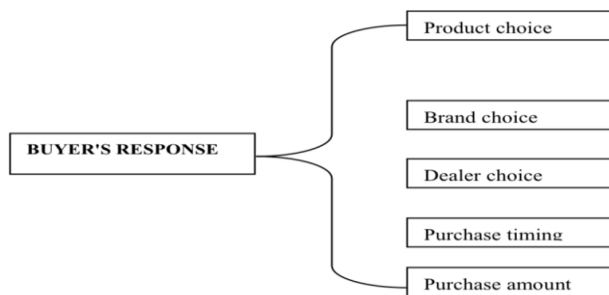 Product choice
Brand choice
BUYER'S RESPONSE
Dealer choice
Purchase timing
Purchase amount